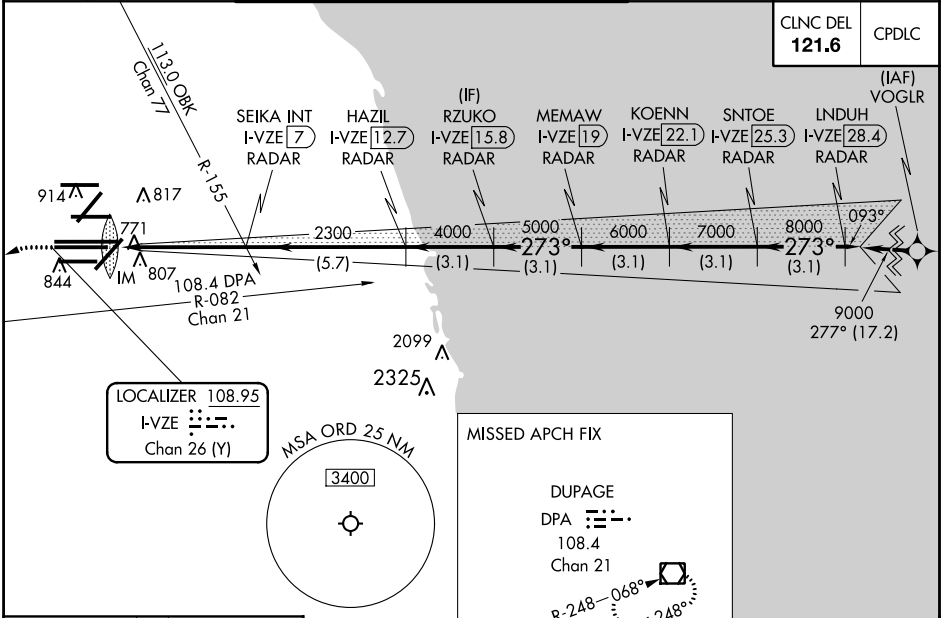 CLNC DEL
121.6
CPDLC
(IAF)
VOGLR
113.0 OBK
Chan 77
R-155
SEIKA INT
I-VZE 7
RADAR
HAZIL
I-VZE 12.7
RADAR
(IF)
RZUKO
I-VZE 15.8
RADAR
MEMAW
I-VZE 19
RADAR
KOENN
I-VZE 22.1
RADAR
SNTOE
I-VZE 25.3
RADAR
LNDUH
I-VZE 28.4
RADAR
914
817
771
844
IM
807
2300
4000
5000
6000
7000
8000
093°
273°
273°
(5.7)
(3.1)
(3.1)
(3.1)
(3.1)
(3.1)
9000
277° (17.2)
108.4 DPA
R-082
Chan 21
2099
2325
LOCALIZER 108.95
I-VZE
Chan 26 (Y)
MSA ORD 25 NM
3400
MISSED APCH FIX
DUPAGE
DPA
108.4
Chan 21
R-248
068°
248°